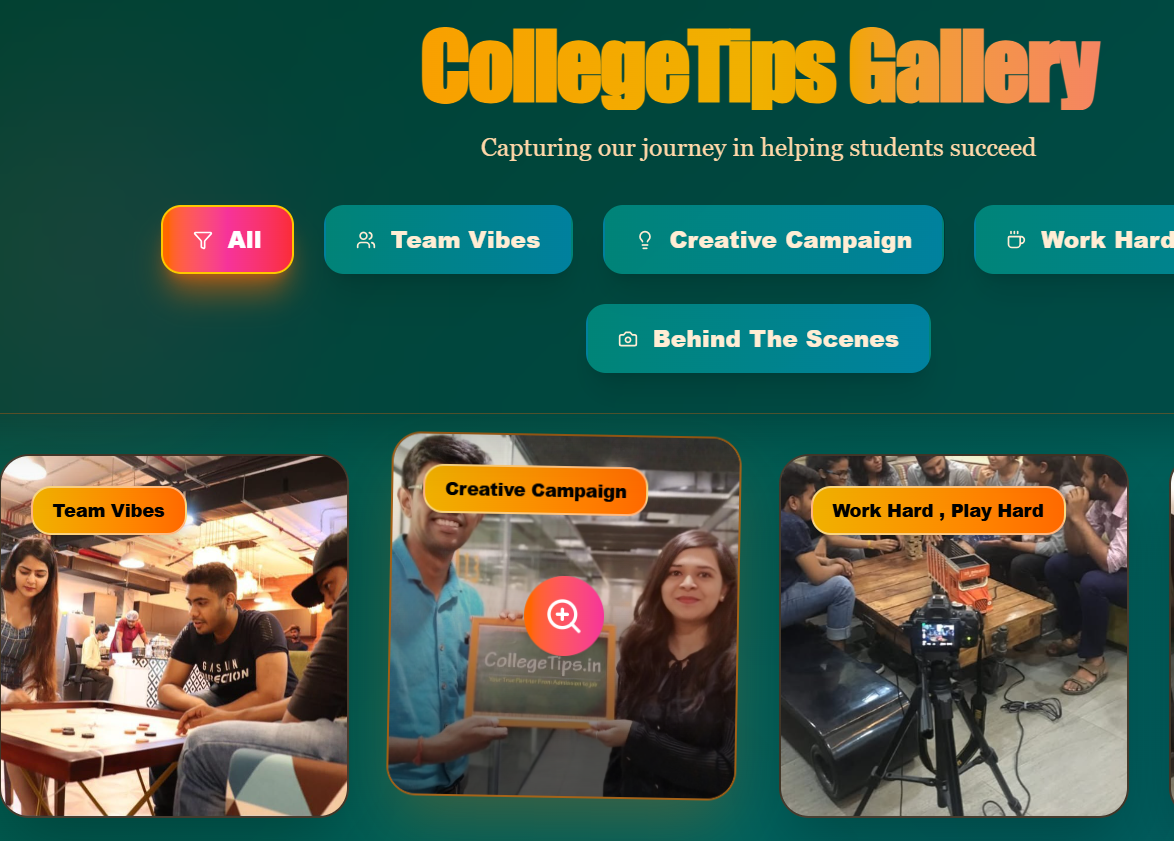 CollegeTips Gallery
Capturing our journey in helping students succeed
All
Team Vibes
Creative Campaign
Work Hard
Behind The Scenes
Team Vibes
Creative Campaign
Work Hard , Play Hard
CollegeTips.in